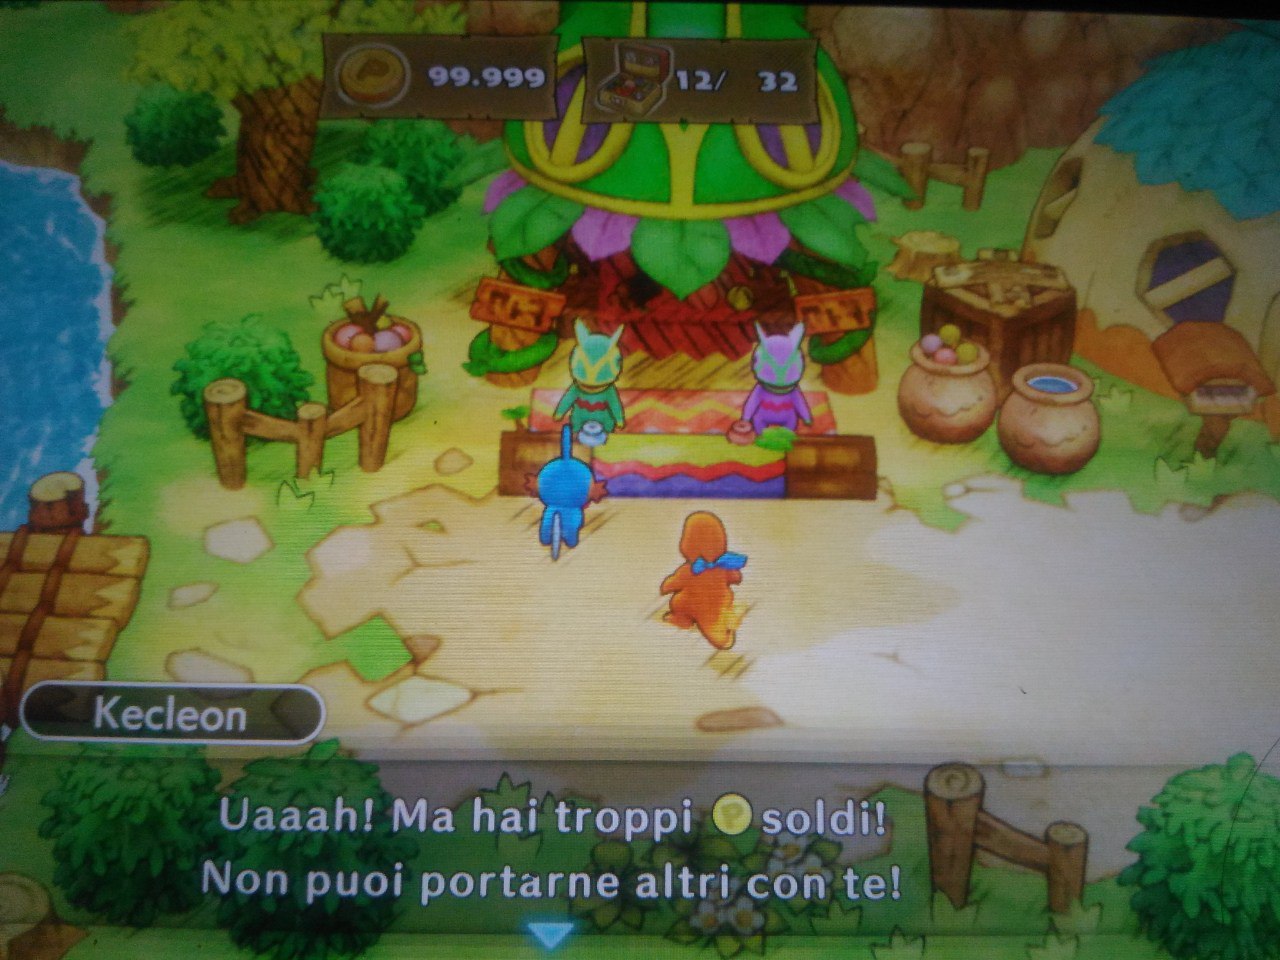 99.999
12/ 32
Kecleon
Uaaah! Ma hai troppi P soldi!
Non puoi portarne altri con te!